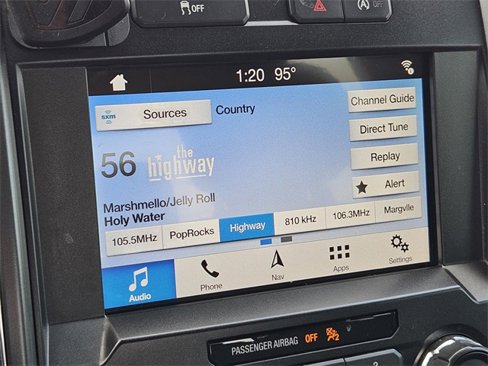 OFF
A OFF
1:20 95°
sxm Sources Country Channel Guide
Direct Tune
56 the highway
Replay
Alert
Marshmello/Jelly Roll
Holy Water
105.5MHz PopRocks Highway 810 kHz 106.3MHz Margvlle
Audio Phone Nav Apps Settings
PASSENGER AIRBAG OFF 2